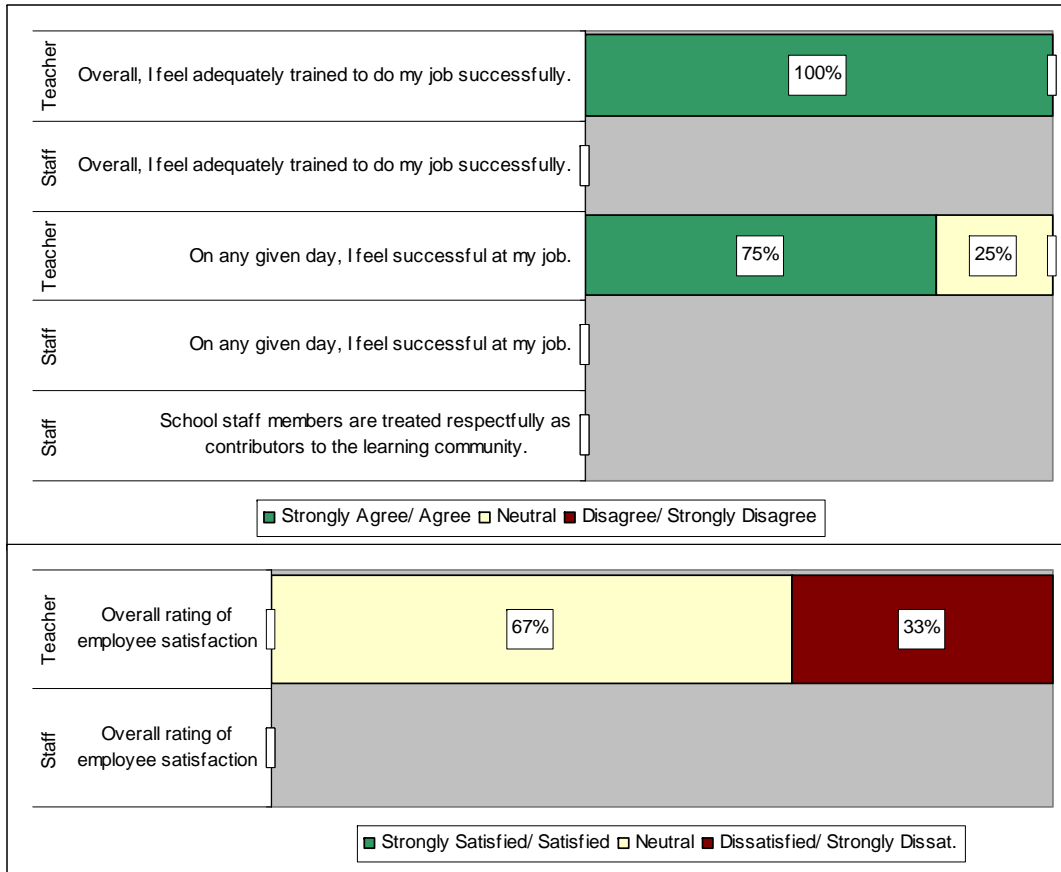 Teacher
Overall, I feel adequately trained to do my job successfully.
100%
Staff
Overall, I feel adequately trained to do my job successfully.
Teacher
On any given day, I feel successful at my job.
75%
25%
Staff
On any given day, I feel successful at my job.
Staff
School staff members are treated respectfully as
contributors to the learning community.
Strongly Agree/ Agree Neutral Disagree/ Strongly Disagree
Teacher
Overall rating of
employee satisfaction
67%
33%
Staff
Overall rating of
employee satisfaction
Strongly Satisfied/ Satisfied Neutral Dissatisfied/ Strongly Dissat.